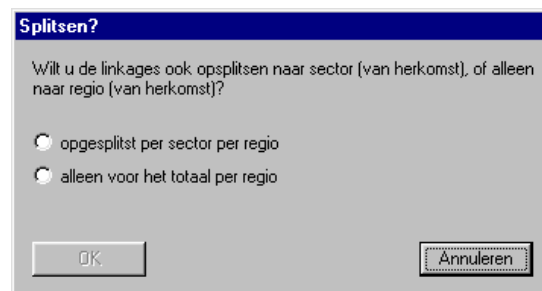 Splitsen?
Wilt u de linkages ook opsplitsen naar sector (van herkomst), of alleen
naar regio (van herkomst)?
opgesplitst per sector per regio
alleen voor het totaal per regio
OK
Annuleren